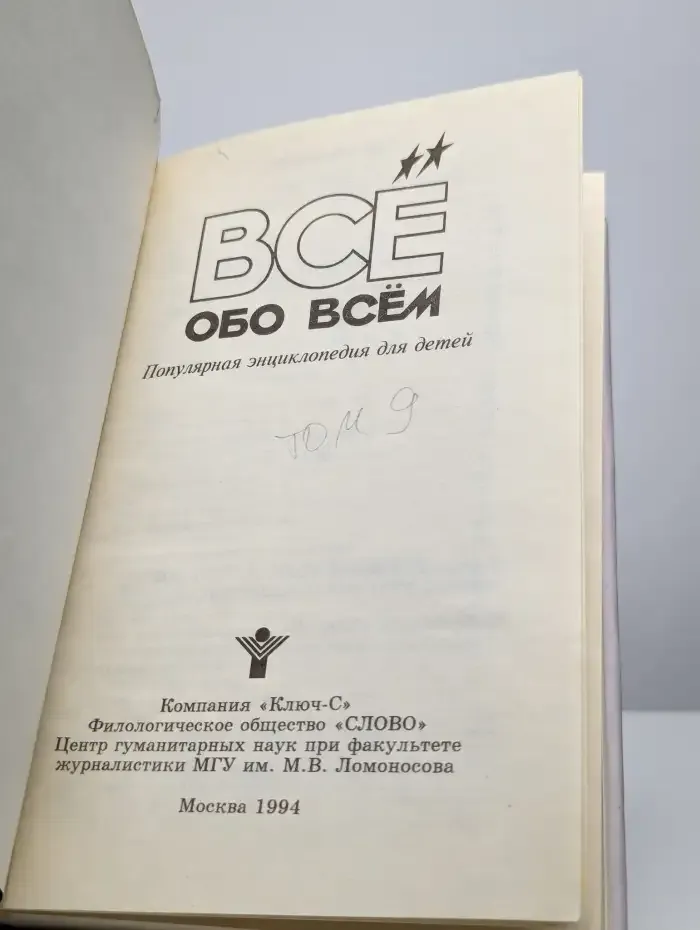 ВСЁ
ОБО ВСЁМ
Популярная энциклопедия для детей
том 9
Компания «Ключ-С»
Филологическое общество «СЛОВО»
Центр гуманитарных наук при факультете
журналистики МГУ им. М.В. Ломоносова
Москва 1994